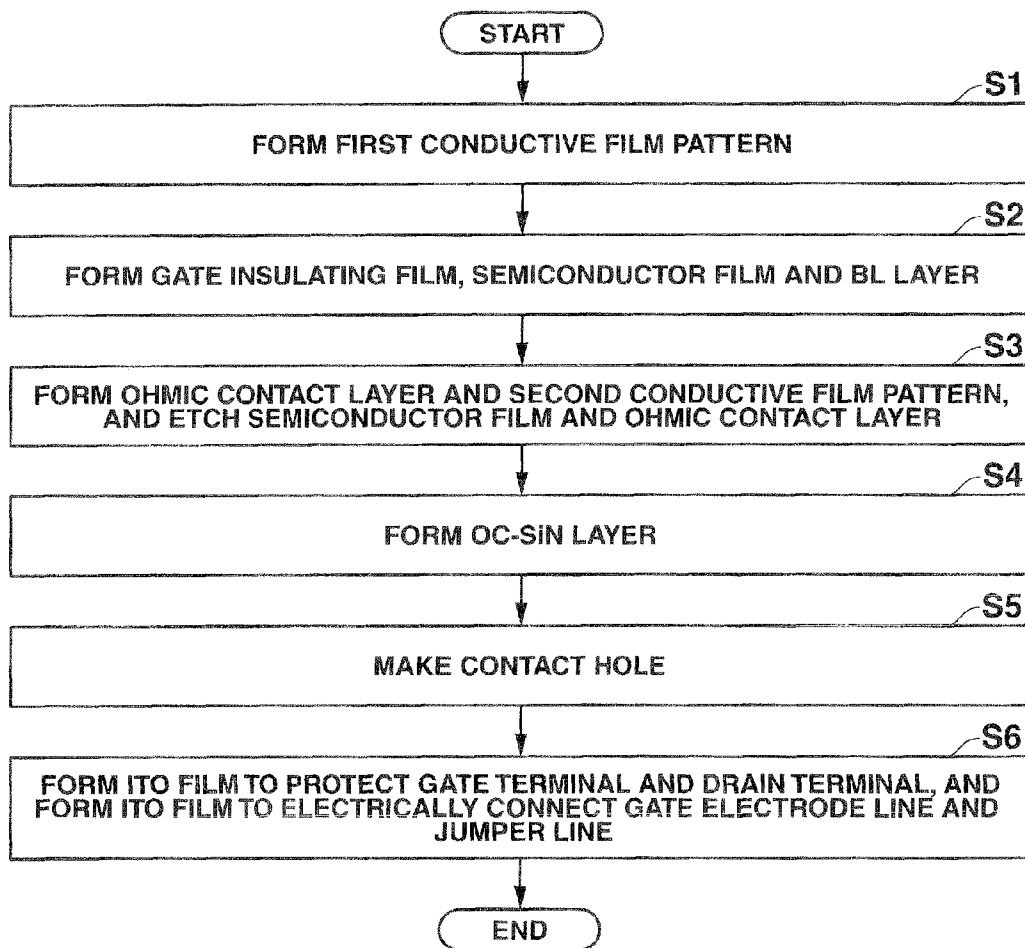 START
S1
FORM FIRST CONDUCTIVE FILM PATTERN
S2
FORM GATE INSULATING FILM, SEMICONDUCTOR FILM AND BL LAYER
S3
FORM OHMIC CONTACT LAYER AND SECOND CONDUCTIVE FILM PATTERN,
AND ETCH SEMICONDUCTOR FILM AND OHMIC CONTACT LAYER
S4
FORM OC-SiN LAYER
S5
MAKE CONTACT HOLE
S6
FORM ITO FILM TO PROTECT GATE TERMINAL AND DRAIN TERMINAL, AND
FORM ITO FILM TO ELECTRICALLY CONNECT GATE ELECTRODE LINE AND
JUMPER LINE
END